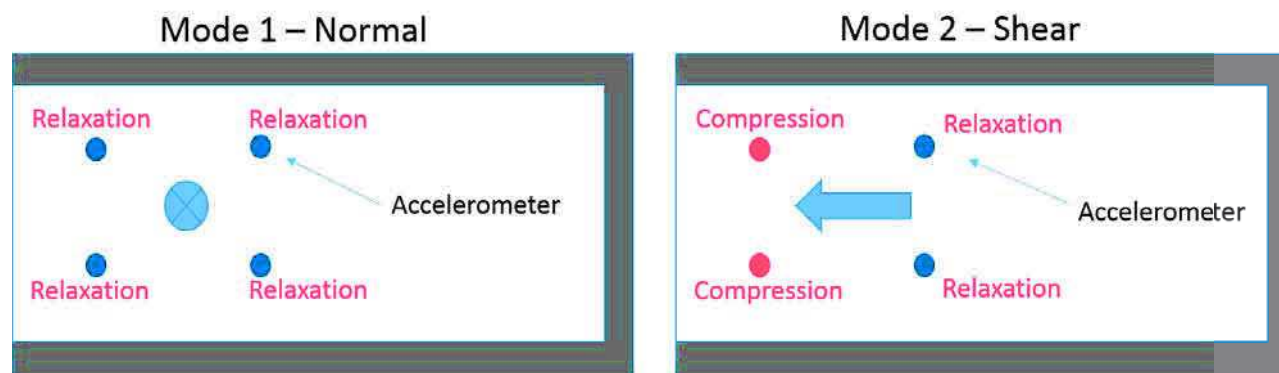 Mode 1 – Normal
Relaxation
Relaxation
Accelerometer
Relaxation
Relaxation
Mode 2 – Shear
Compression
Relaxation
Accelerometer
Compression
Relaxation